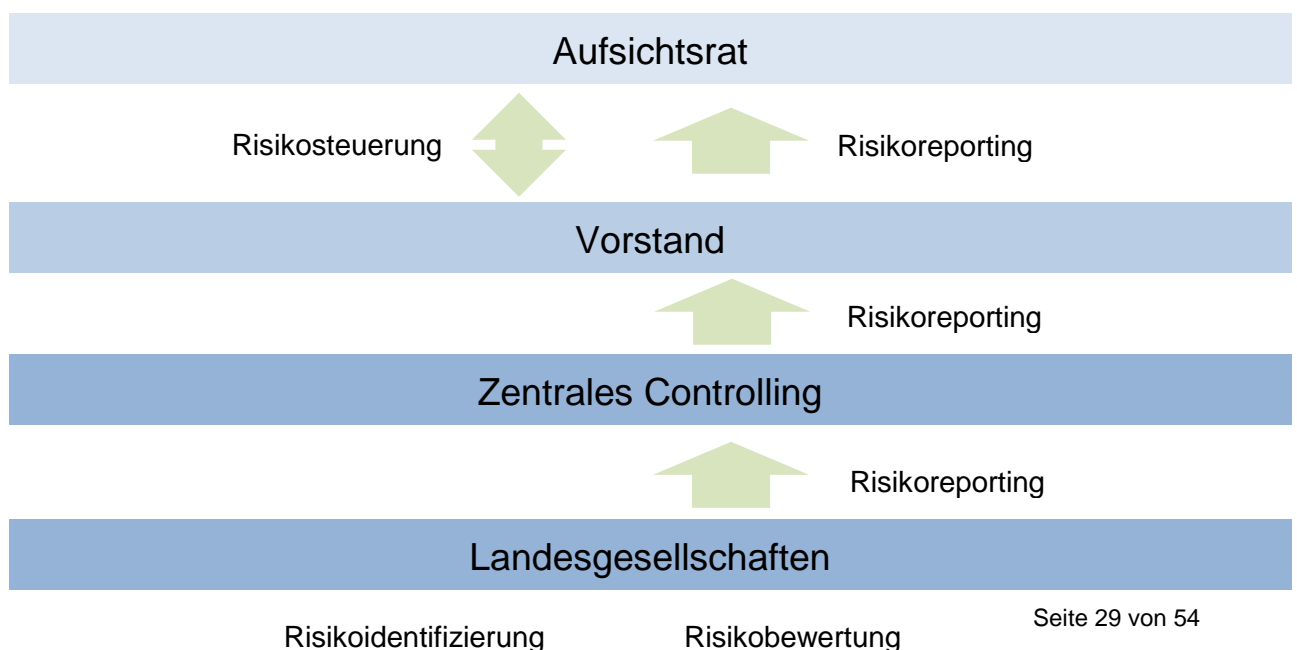 Aufsichtsrat
Risikosteuerung
Risikoreporting
Vorstand
Risikoreporting
Zentrales Controlling
Risikoreporting
Landesgesellschaften
Seite 29 von 54
Risikoidentifizierung
Risikobewertung